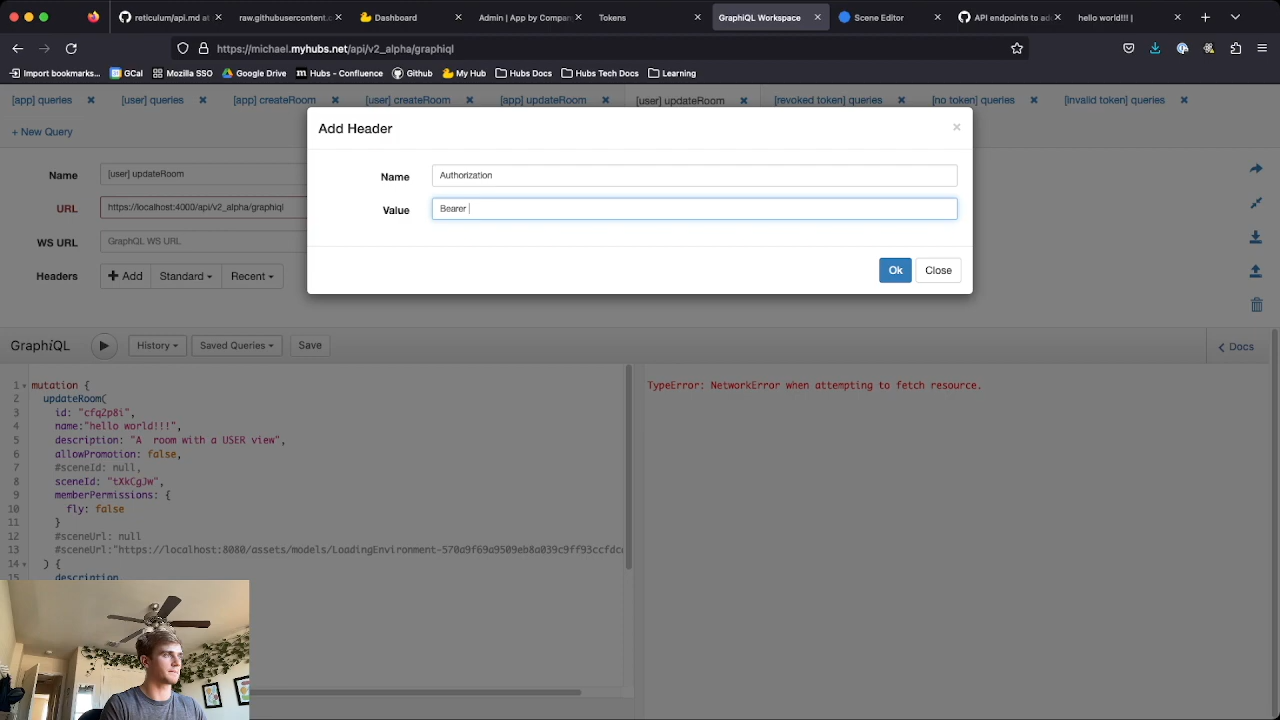 reticulum/api.md at
raw.githubusercontent.c
Dashboard
Admin | App by Compan
Tokens
GraphiQL Workspace
Scene Editor
API endpoints to ad
hello world!!! |
https://michael.myhubs.net/api/v2_alpha/graphiql
Import bookmarks...
GCal
Mozilla SSO
Google Drive
Hubs - Confluence
Github
My Hub
Hubs Docs
Hubs Tech Docs
Learning
[app] queries
[user] queries
[app] createRoom
[user] createRoom
[app] updateRoom
[user] updateRoom
[revoked token] queries
[no token] queries
[invalid token] queries
+ New Query
Add Header
Name Authorization
Value Bearer
Ok Close
Name [user] updateRoom
URL https://localhost:4000/api/v2_alpha/graphiql
WS URL GraphQL WS URL
Headers + Add Standard Recent
GraphiQL History Saved Queries Save
Docs
1 mutation {
2 updateRoom(
3 id: "cfq2p8i",
4 name:"hello world!!!",
5 description: "A  room with a USER view",
6 allowPromotion: false,
7 #sceneId: null,
8 sceneId: "tXkCgJw",
9 memberPermissions: {
10 fly: false
11 }
12 #sceneUrl: null
13 #sceneUrl:"https://localhost:8080/assets/models/LoadingEnvironment-570a9f69a9509eb8a039c9ff93ccfdc
14 ) {
15 description
TypeError: NetworkError when attempting to fetch resource.